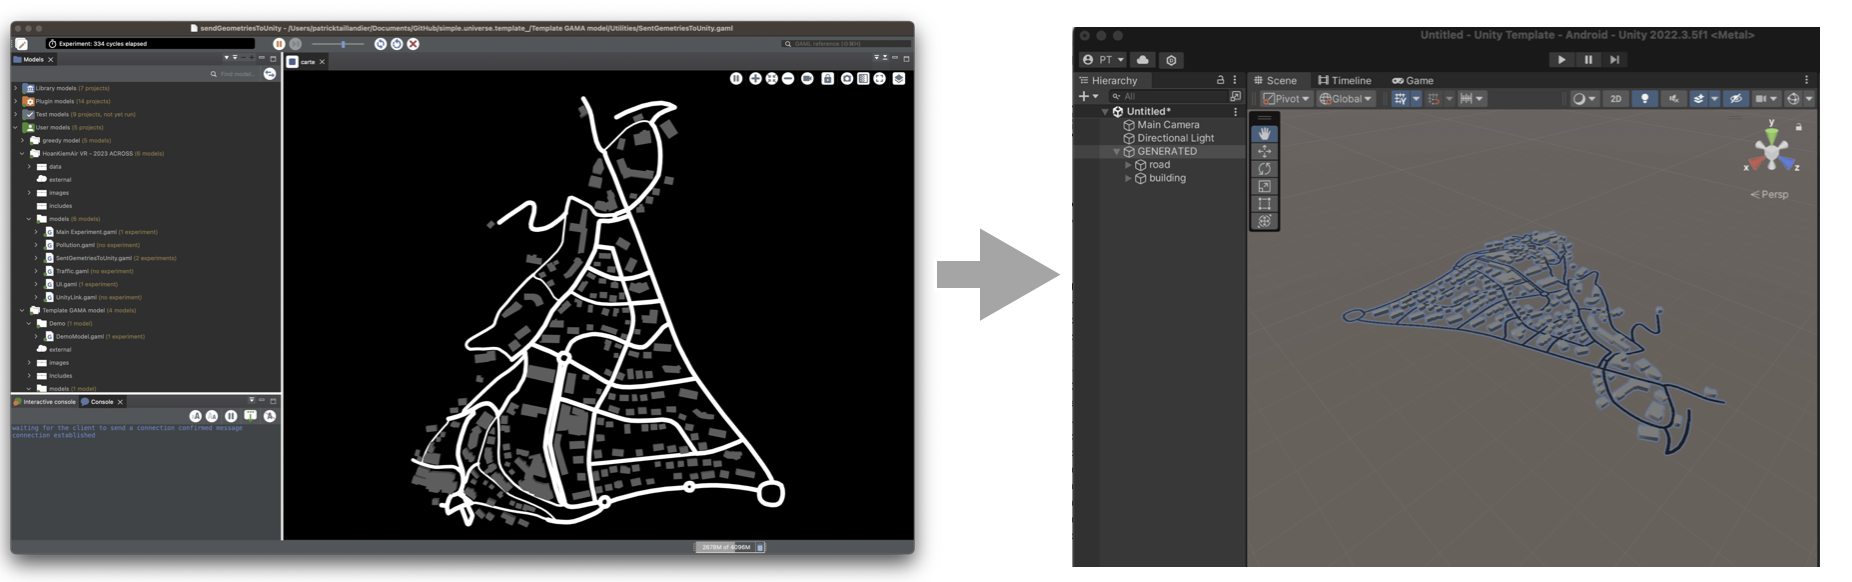 sendGeometriesToUnity - /Users/patricktaillandier/Documents/GitHub/simple.universe.template_/Template GAMA model/Utilities/SentGemetriesToUnity.gaml
Experiment: 334 cycles elapsed
GAML reference (⇧⌘H)
Models
Find model...
Library models (7 projects)
Plugin models (14 projects)
Test models (9 projects, not yet run)
User models (5 projects)
greedy model (5 models)
HoanKiemAir VR - 2023 ACROSS (6 models)
data
external
images
includes
models (6 models)
Main Experiment.gaml (1 experiment)
Pollution.gaml (no experiment)
SentGemetriesToUnity.gaml (2 experiments)
Traffic.gaml (no experiment)
UI.gaml (1 experiment)
UnityLink.gaml (no experiment)
Template GAMA model (4 models)
Demo (1 model)
DemoModel.gaml (1 experiment)
external
images
includes
models (1 model)
Interactive console
Console
waiting for the client to send a connection confirmed message
connection established
carte
2878M of 4096M
Untitled - Unity Template - Android - Unity 2022.3.5f1 <Metal>
PT
Hierarchy
All
Untitled*
Main Camera
Directional Light
GENERATED
road
building
Scene
Timeline
Game
Pivot
Global
2D
y
x
z
Persp